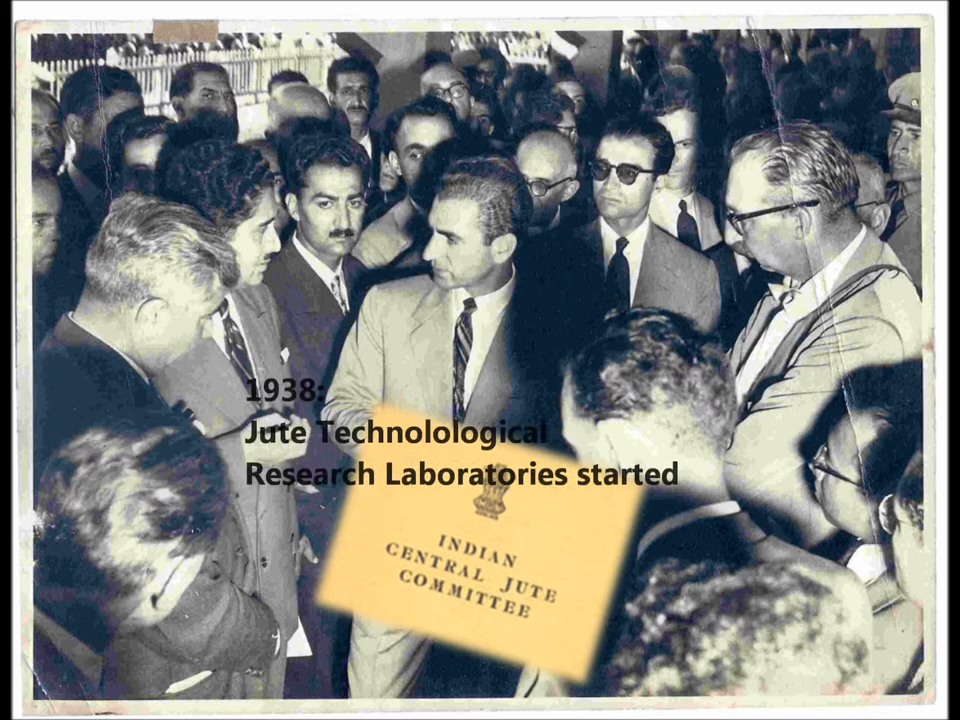 1938:
Jute Technolological
Research Laboratories started
INDIAN
CENTRAL JUTE
COMMITTEE